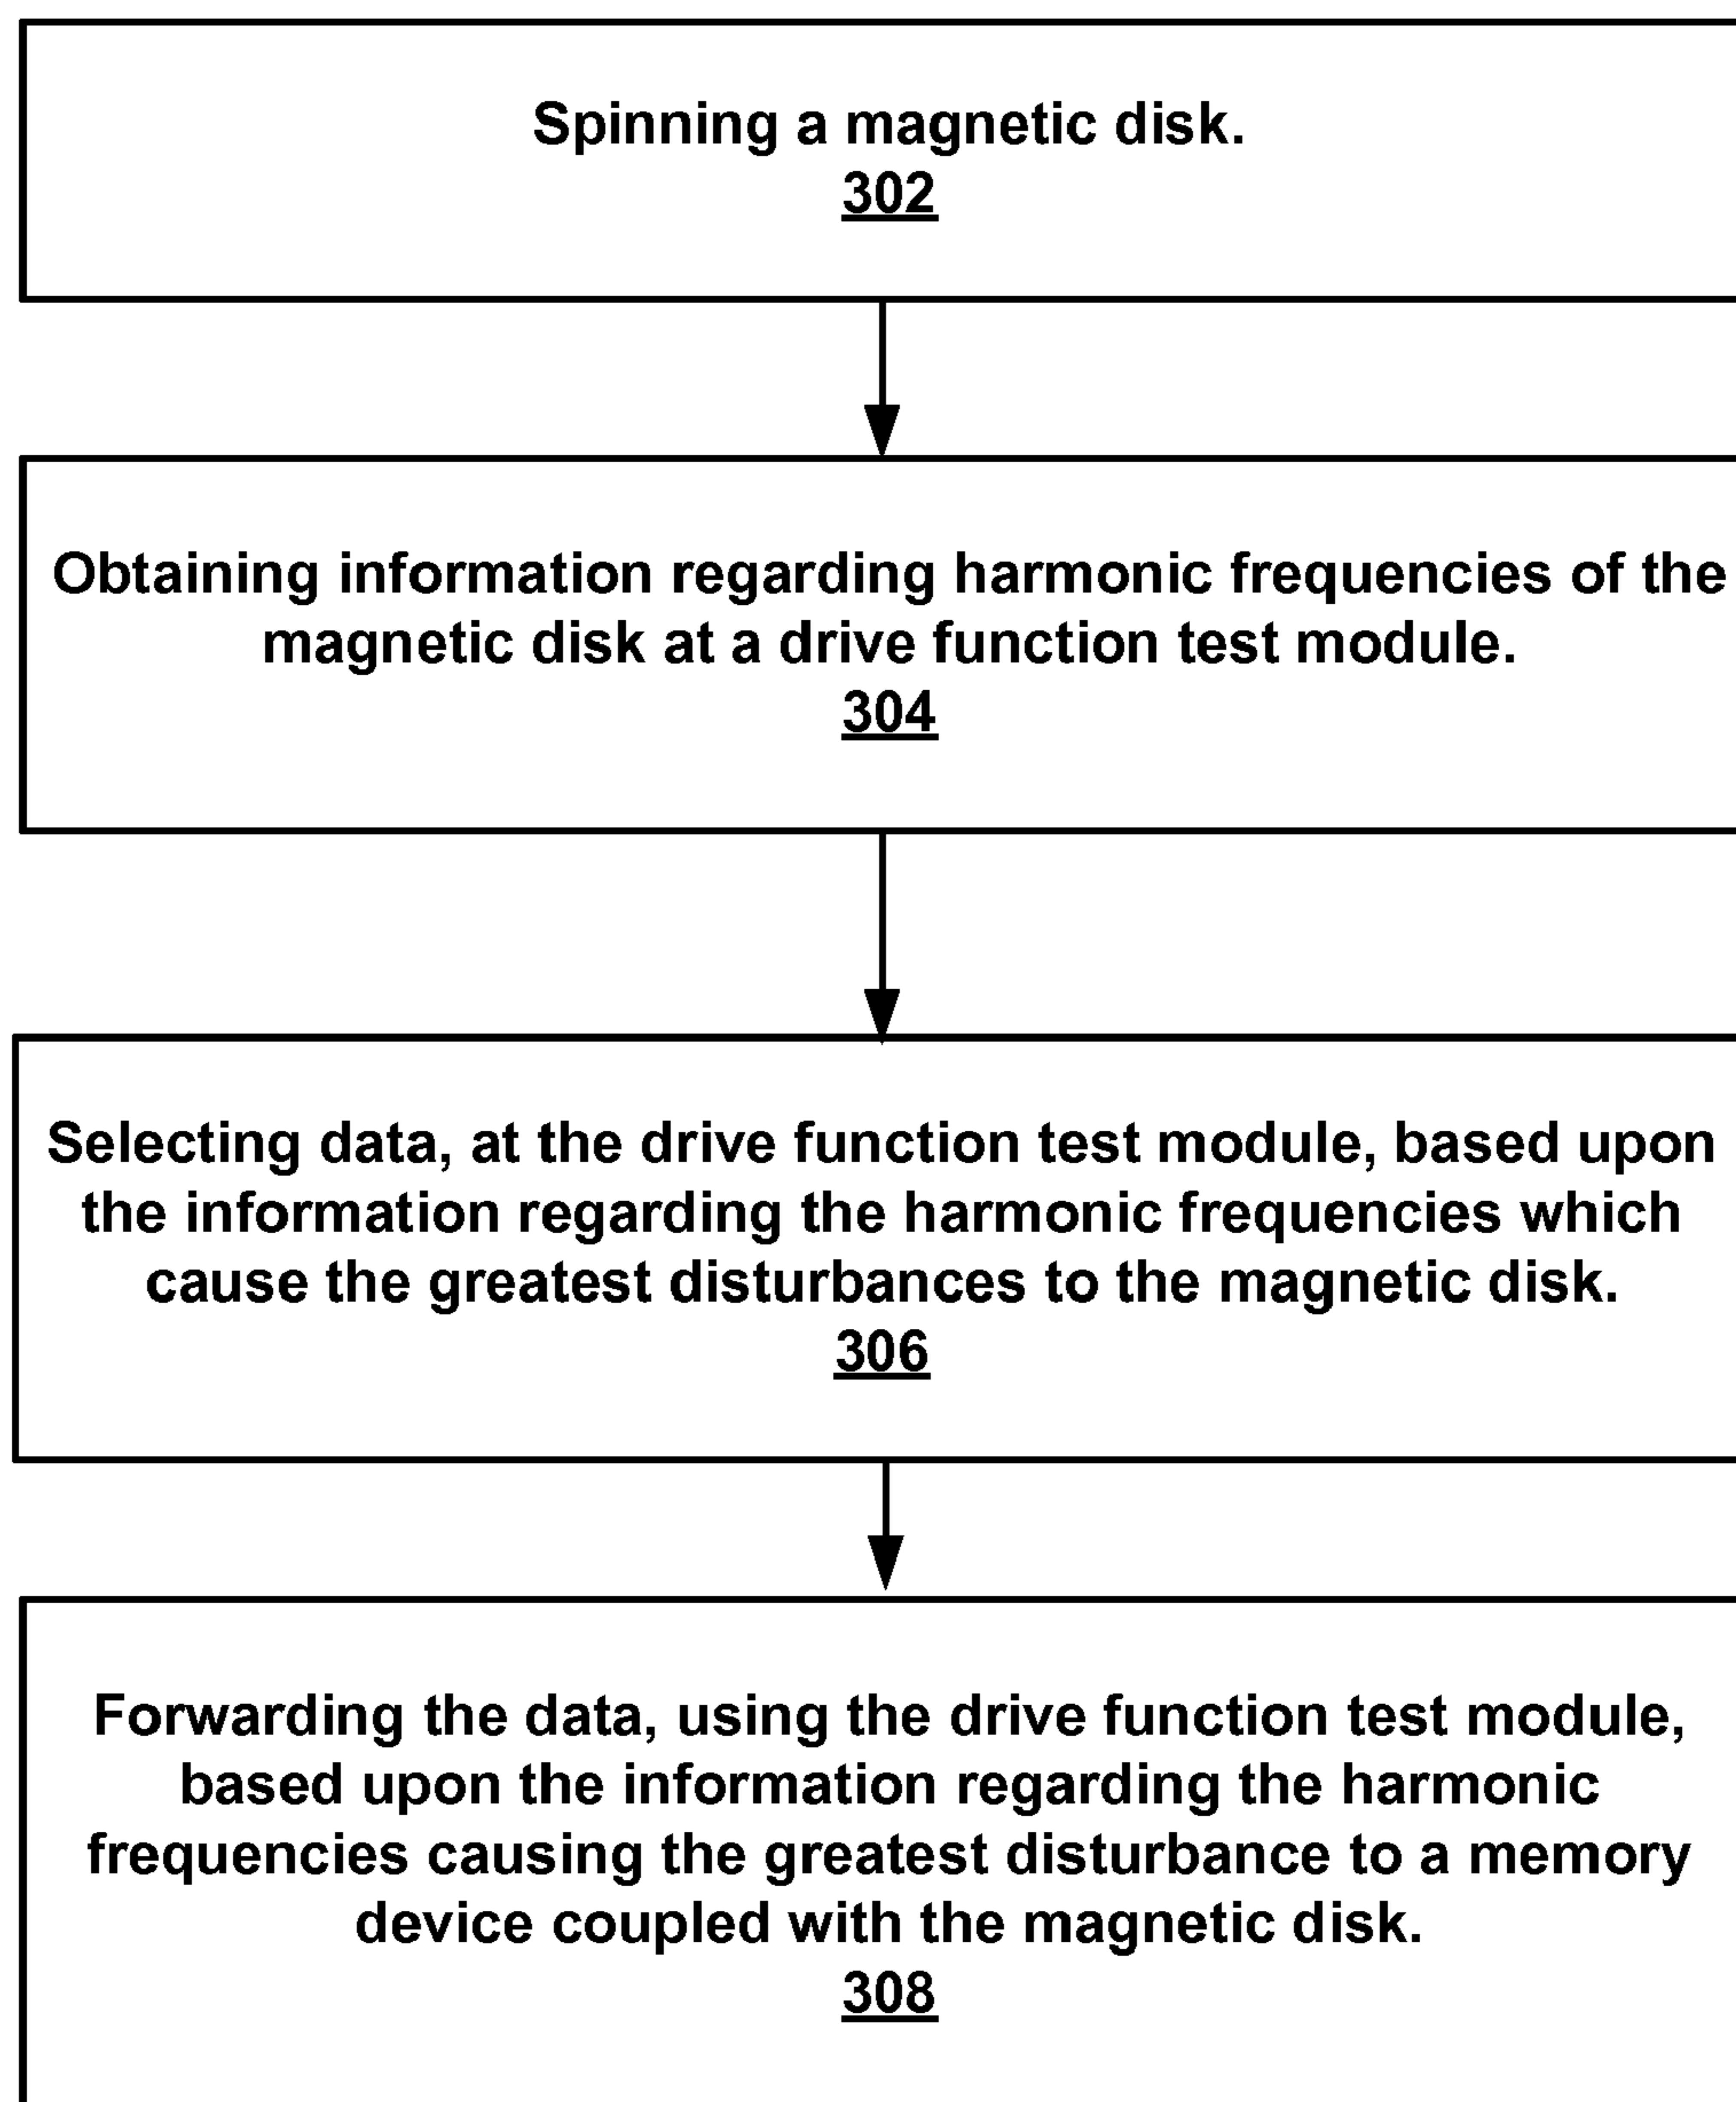 Spinning a magnetic disk.
302
Obtaining information regarding harmonic frequencies of the
magnetic disk at a drive function test module.
304
Selecting data, at the drive function test module, based upon
the information regarding the harmonic frequencies which
cause the greatest disturbances to the magnetic disk.
306
Forwarding the data, using the drive function test module,
based upon the information regarding the harmonic
frequencies causing the greatest disturbance to a memory
device coupled with the magnetic disk.
308